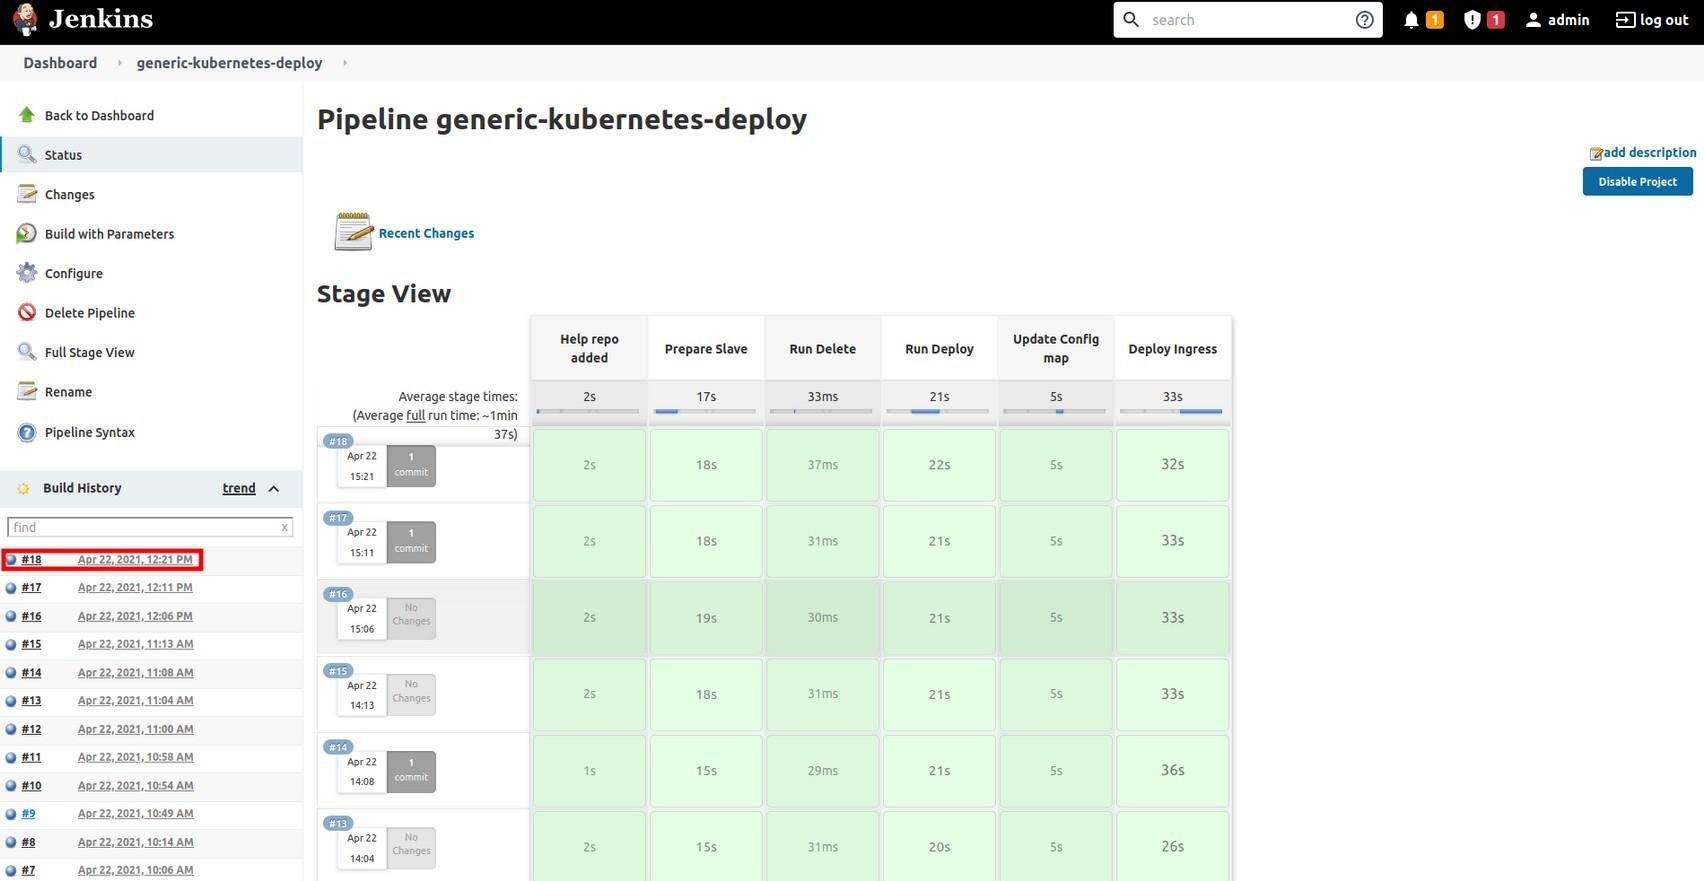 Jenkins
search
1
1
admin
log out
Dashboard
generic-kubernetes-deploy
Back to Dashboard
Status
Changes
Build with Parameters
Configure
Delete Pipeline
Full Stage View
Rename
Pipeline Syntax
Build History
trend
find
x
#18 Apr 22, 2021, 12:21 PM
#17 Apr 22, 2021, 12:11 PM
#16 Apr 22, 2021, 12:06 PM
#15 Apr 22, 2021, 11:13 AM
#14 Apr 22, 2021, 11:08 AM
#13 Apr 22, 2021, 11:04 AM
#12 Apr 22, 2021, 11:00 AM
#11 Apr 22, 2021, 10:58 AM
#10 Apr 22, 2021, 10:54 AM
#9 Apr 22, 2021, 10:49 AM
#8 Apr 22, 2021, 10:14 AM
#7 Apr 22, 2021, 10:06 AM
Pipeline generic-kubernetes-deploy
add description
Disable Project
Recent Changes
Stage View
Help repo
added
Prepare Slave
Run Delete
Run Deploy
Update Config
map
Deploy Ingress
Average stage times:
(Average full run time: ~1min
37s)
2s 17s 33ms 21s 5s 33s
#18
Apr 22
15:21
1
commit
2s 18s 37ms 22s 5s 32s
#17
Apr 22
15:11
1
commit
2s 18s 31ms 21s 5s 33s
#16
Apr 22
15:06
No
Changes
2s 19s 30ms 21s 5s 33s
#15
Apr 22
14:13
No
Changes
2s 18s 31ms 21s 5s 33s
#14
Apr 22
14:08
1
commit
1s 15s 29ms 21s 5s 36s
#13
Apr 22
14:04
No
Changes
2s 15s 31ms 20s 5s 26s